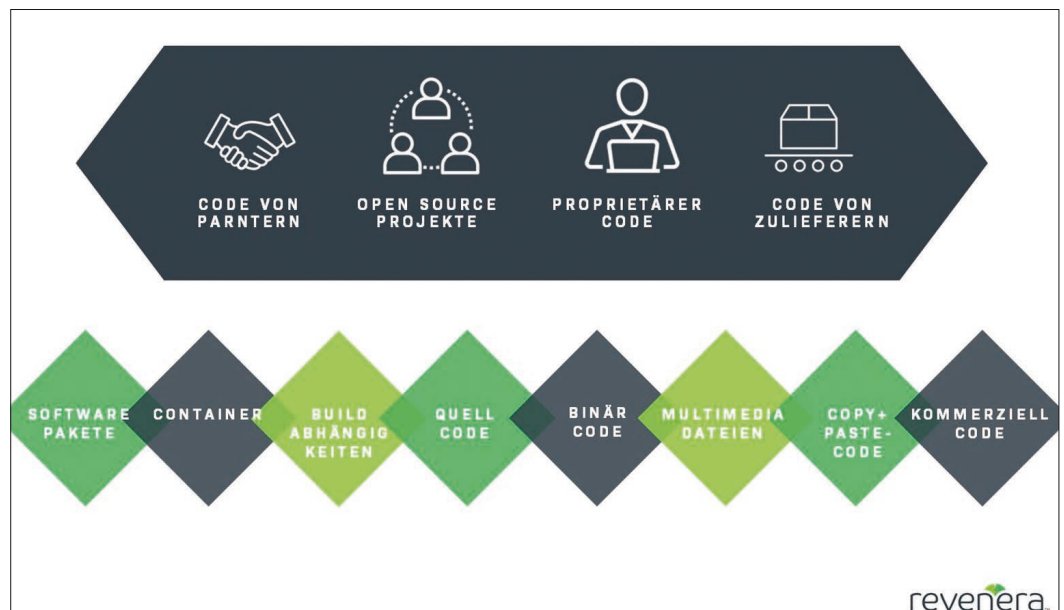 CODE VON
PARNTERN
OPEN SOURCE
PROJEKTE
PROPRIETÄRER
CODE
CODE VON
ZULIEFERERN
SOFTWARE
PAKETE
CONTAINER
BUILD
ABHÄNGIG
KEITEN
QUELL
CODE
BINÄR
CODE
MULTIMEDIA
DATEIEN
COPY+
PASTE-
CODE
KOMMERZIELL
CODE
revenera